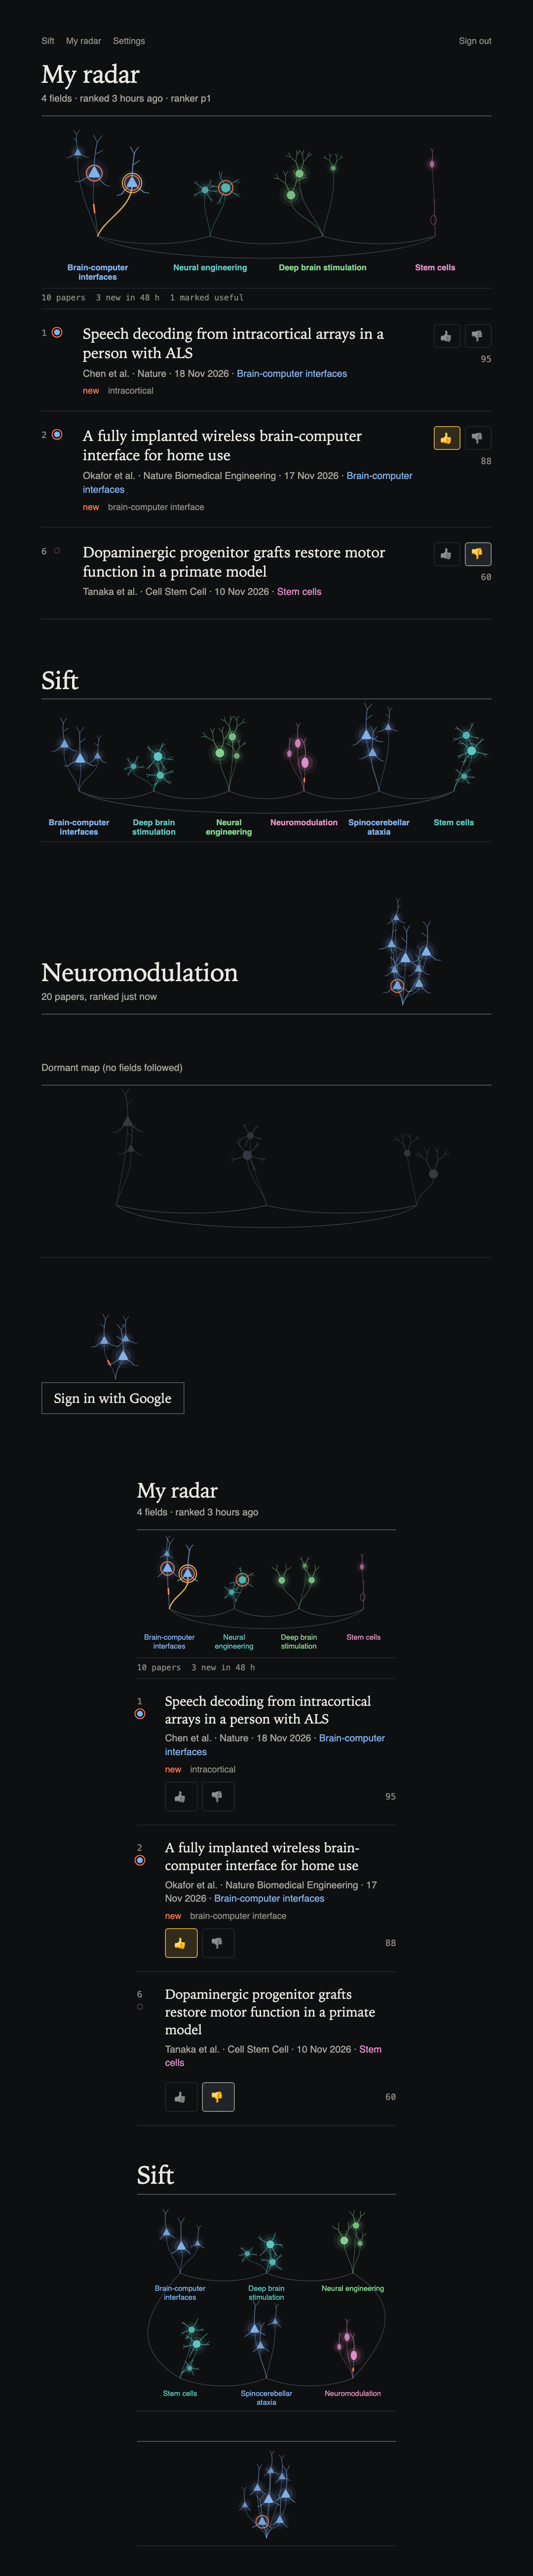 Sift My radar Settings Sign out
My radar
4 fields · ranked 3 hours ago · ranker p1
Brain-computer
interfaces
Neural engineering
Deep brain stimulation
Stem cells
10 papers 3 new in 48 h 1 marked useful
1
Speech decoding from intracortical arrays in a
person with ALS
95
Chen et al. · Nature · 18 Nov 2026 · Brain-computer interfaces
new intracortical
2
A fully implanted wireless brain-computer
interface for home use
88
Okafor et al. · Nature Biomedical Engineering · 17 Nov 2026 · Brain-computer
interfaces
new brain-computer interface
6
Dopaminergic progenitor grafts restore motor
function in a primate model
60
Tanaka et al. · Cell Stem Cell · 10 Nov 2026 · Stem cells
Sift
Brain-computer
interfaces
Deep brain
stimulation
Neural
engineering
Neuromodulation
Spinocerebellar
ataxia
Stem cells
Neuromodulation
20 papers, ranked just now
Dormant map (no fields followed)
Sign in with Google
My radar
4 fields · ranked 3 hours ago
Brain-computer
interfaces
Neural
engineering
Deep brain
stimulation
Stem cells
10 papers 3 new in 48 h
1
Speech decoding from intracortical
arrays in a person with ALS
Chen et al. · Nature · 18 Nov 2026 · Brain-computer
interfaces
new intracortical
95
2
A fully implanted wireless brain-
computer interface for home use
Okafor et al. · Nature Biomedical Engineering · 17
Nov 2026 · Brain-computer interfaces
new brain-computer interface
88
6
Dopaminergic progenitor grafts
restore motor function in a primate
model
Tanaka et al. · Cell Stem Cell · 10 Nov 2026 · Stem
cells
60
Sift
Brain-computer
interfaces
Deep brain
stimulation
Neural engineering
Stem cells
Spinocerebellar
ataxia
Neuromodulation